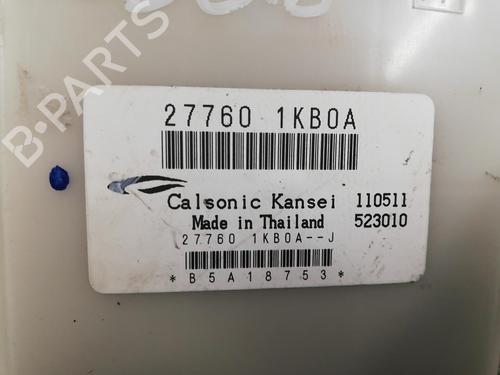 B-PARTS
27760 1KB0A
Calsonic Kansei 110511
Made in Thailand 523010
27760 1KB0A--J
*B5A18753*